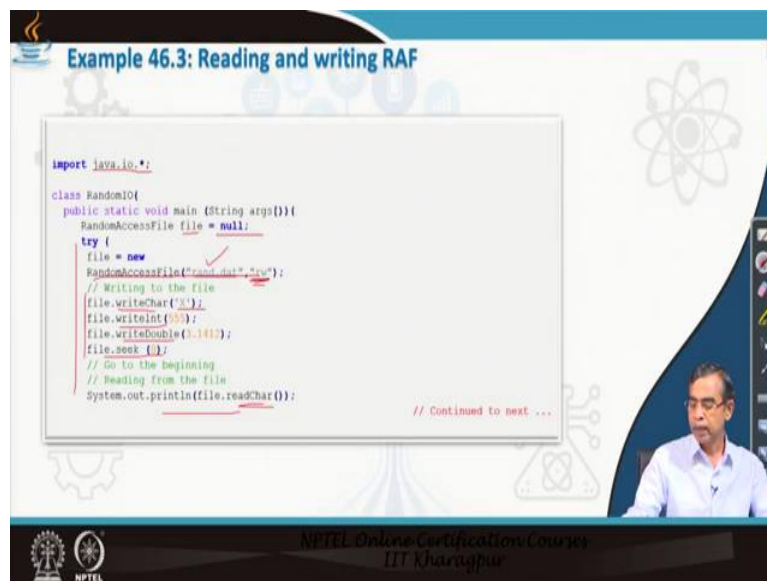 Example 46.3: Reading and writing RAF
import java.io.*;
class RandomIO{
public static void main (String args[]){
RandomAccessFile file = null;
try {
file = new
RandomAccessFile("rand.dat","rw");
// Writing to the file
file.writeChar('X');
file.writeInt(555);
file.writeDouble(3.1412);
file.seek (0);
// Go to the beginning
// Reading from the file
System.out.println(file.readChar());
// Continued to next ...
NPTEL Online Certification Courses
IIT Kharagpur
NPTEL